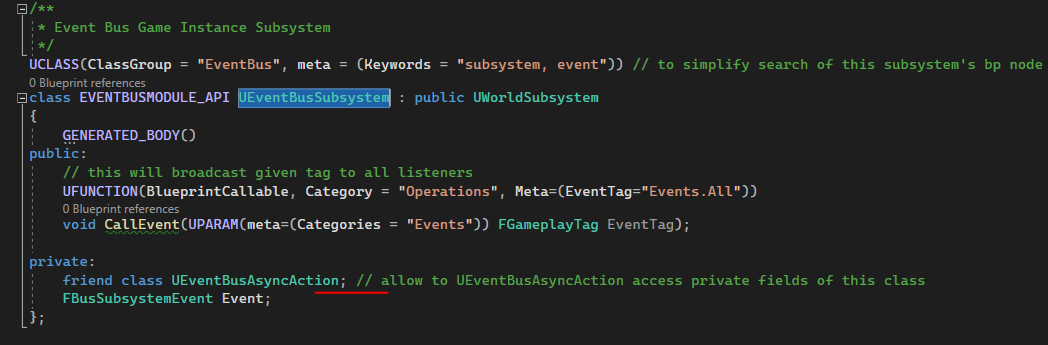 /**
* Event Bus Game Instance Subsystem
*/
UCLASS(ClassGroup = "EventBus", meta = (Keywords = "subsystem, event")) // to simplify search of this subsystem's bp node
0 Blueprint references
class EVENTBUSMODULE_API UEventBusSubsystem : public UWorldSubsystem
{
GENERATED_BODY()
public:
// this will broadcast given tag to all listeners
UFUNCTION(BlueprintCallable, Category = "Operations", Meta=(EventTag="Events.All"))
0 Blueprint references
void CallEvent(UPARAM(meta=(Categories = "Events")) FGameplayTag EventTag);
private:
friend class UEventBusAsyncAction; // allow to UEventBusAsyncAction access private fields of this class
FBusSubsystemEvent Event;
};